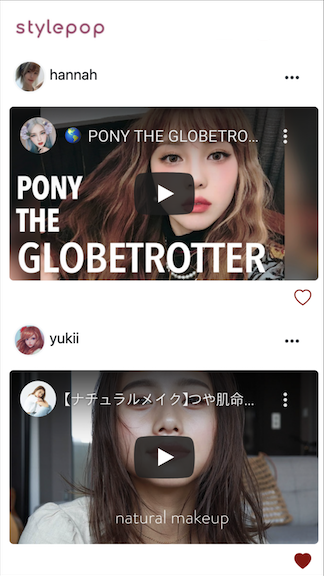 stylepop
hannah
🌎 PONY THE GLOBETRO...
PONY
THE
GLOBETROTTER
yukii
【ナチュラルメイク】つや肌命...
natural makeup